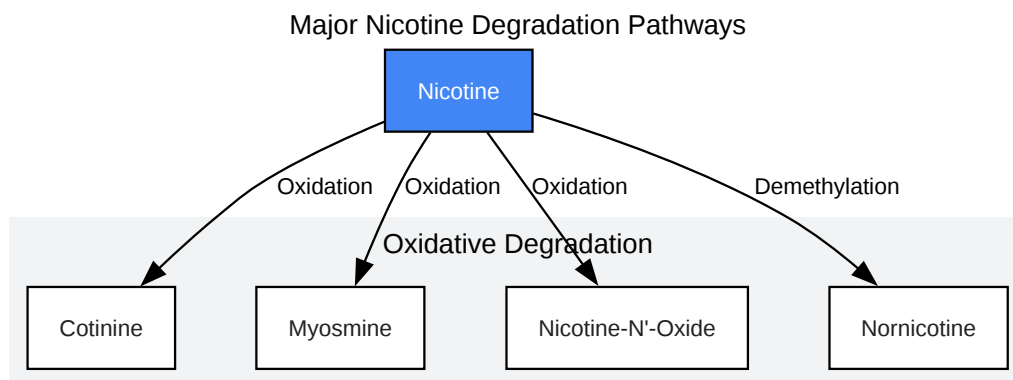 Major Nicotine Degradation Pathways
Nicotine
Oxidation
Oxidation
Oxidation
Demethylation
Oxidative Degradation
Cotinine
Myosmine
Nicotine-N'-Oxide
Nornicotine